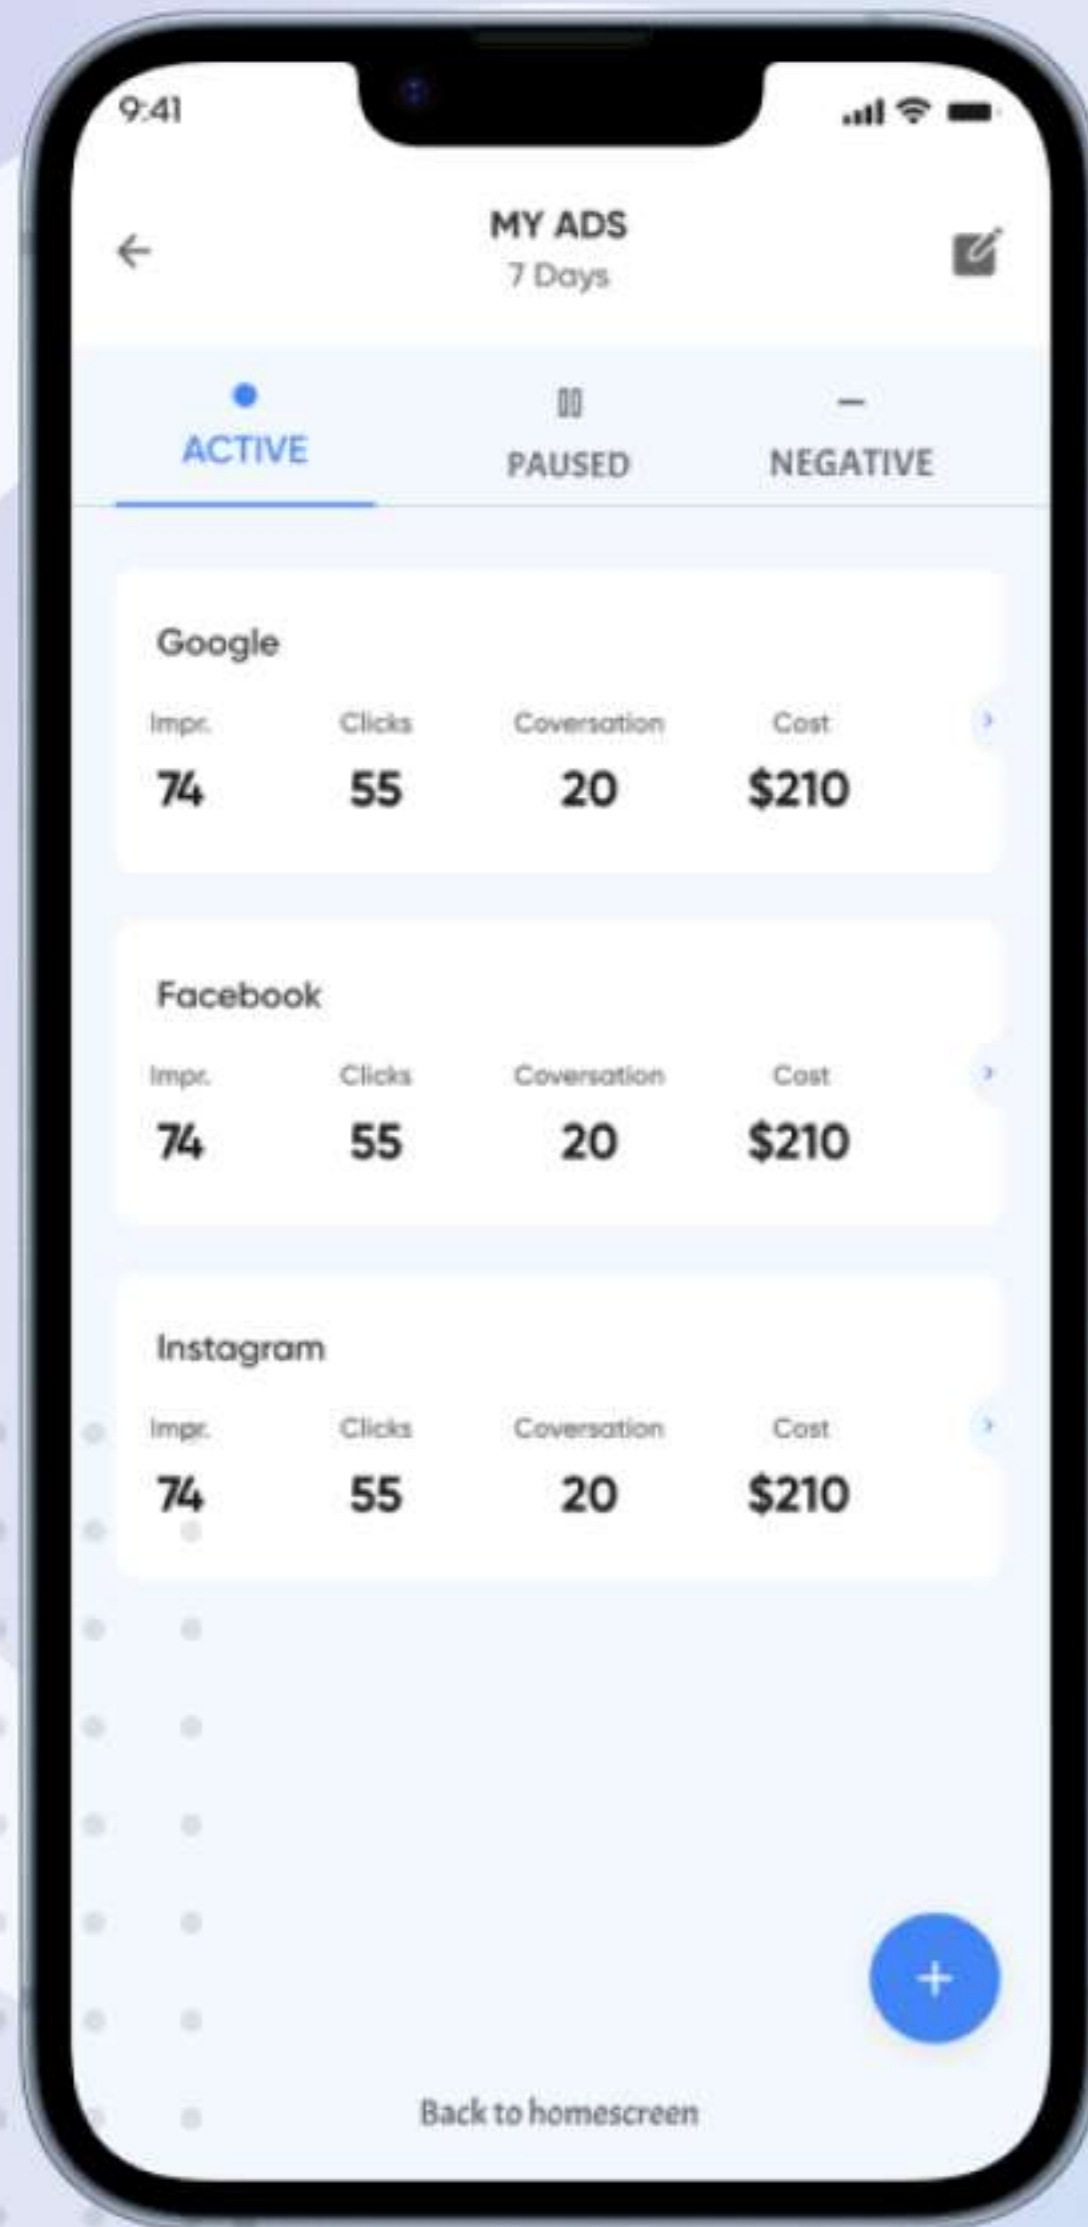 9:41
MY ADS
7 Days
ACTIVE
PAUSED
NEGATIVE
Google
Impr. Clicks Coversation Cost
74 55 20 $210
Facebook
Impr. Clicks Coversation Cost
74 55 20 $210
Instagram
Impr. Clicks Coversation Cost
74 55 20 $210
Back to homescreen